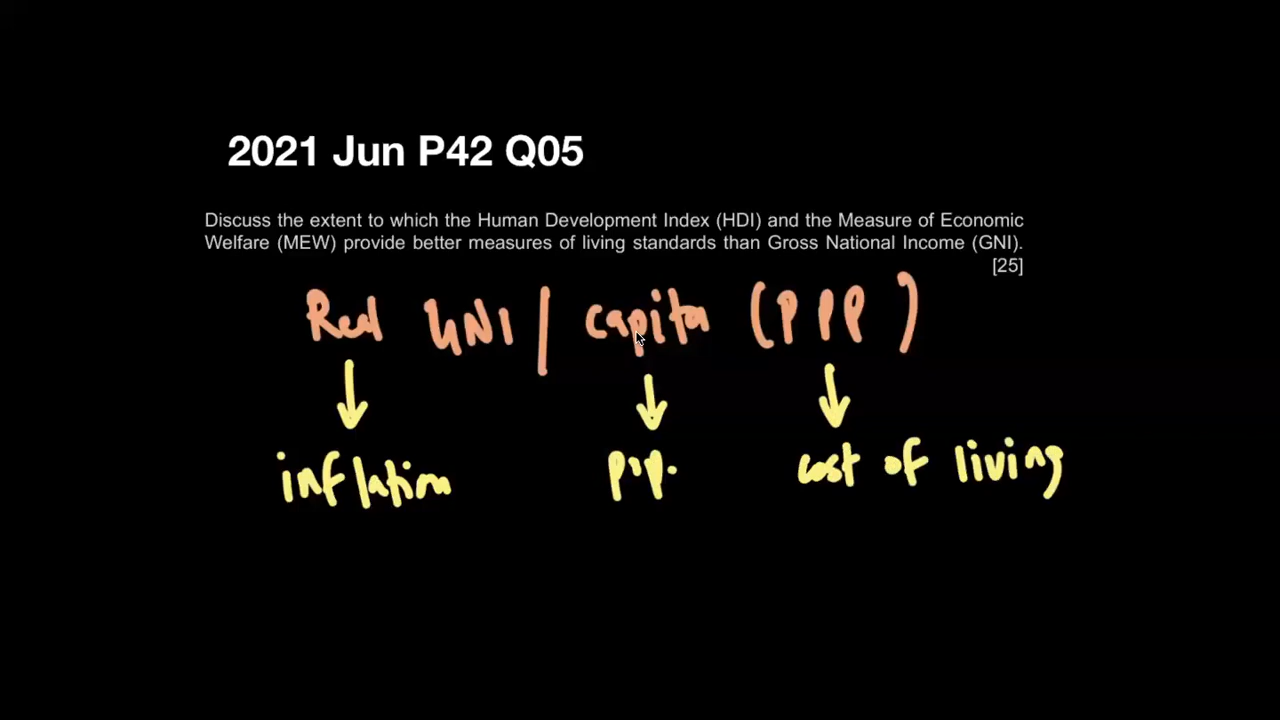 2021 Jun P42 Q05
Discuss the extent to which the Human Development Index (HDI) and the Measure of Economic
Welfare (MEW) provide better measures of living standards than Gross National Income (GNI).
[25]
Real GNI / Capita (PPP)
inflation pop. cost of living